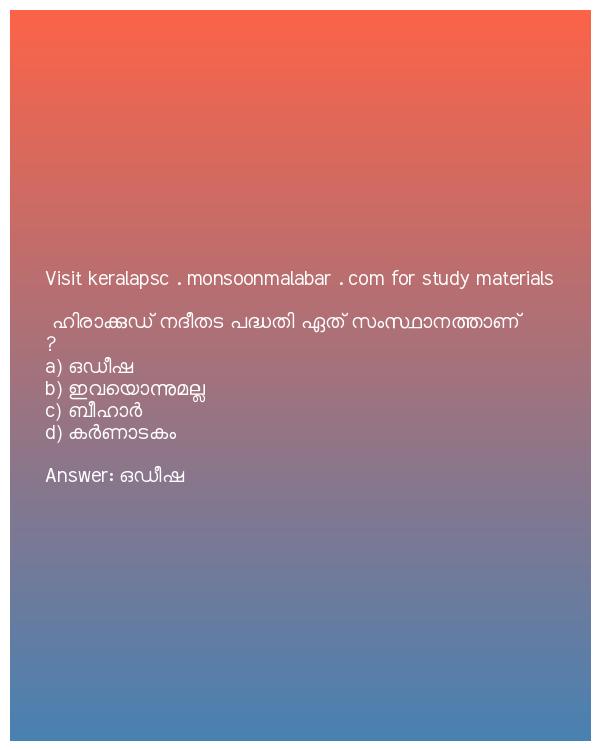 Visit keralapsc . monsoonmalabar . com for study materials
ഹിരാക്കുഡ് നദീതട പദ്ധതി ഏത് സംസ്ഥാനത്താണ്
?
a) ഒഡീഷ
b) ഇവയൊന്നുമല്ല
c) ബീഹാർ
d) കർണാടകം
Answer: ഒഡീഷ